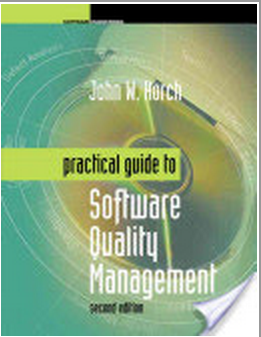 John W. Horch
practical guide to
Software
Quality
Management
second edition